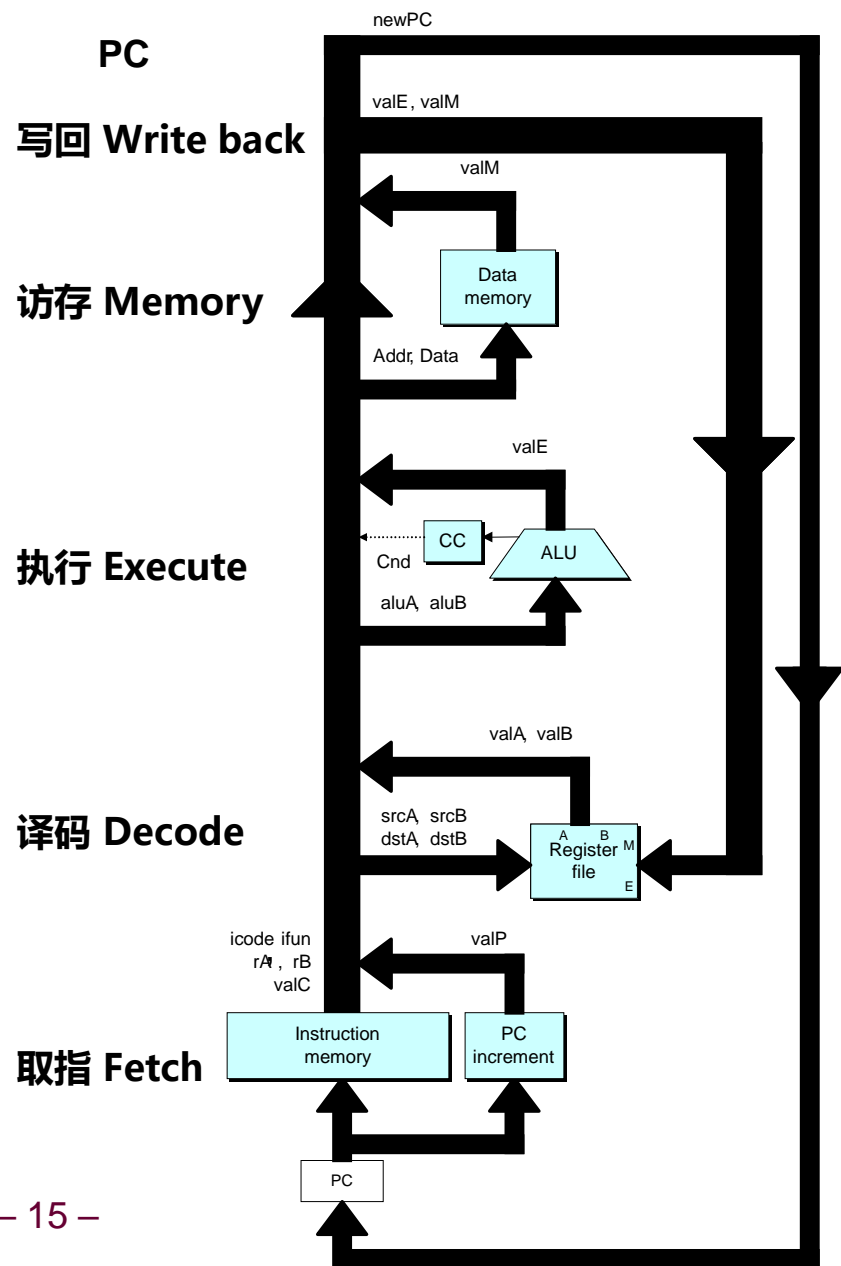 newPC
PC
valE, valM
写回 Write back
valM
Data
memory
访存 Memory
Addr, Data
valE
CC
ALU
执行 Execute
Cnd
aluA, aluB
valA, valB
srcA, srcB
dstA, dstB
译码 Decode
A B
Register M
file
E
icode ifun
rA, rB
valC
valP
Instruction
memory
PC
increment
取指 Fetch
PC
– 15 –